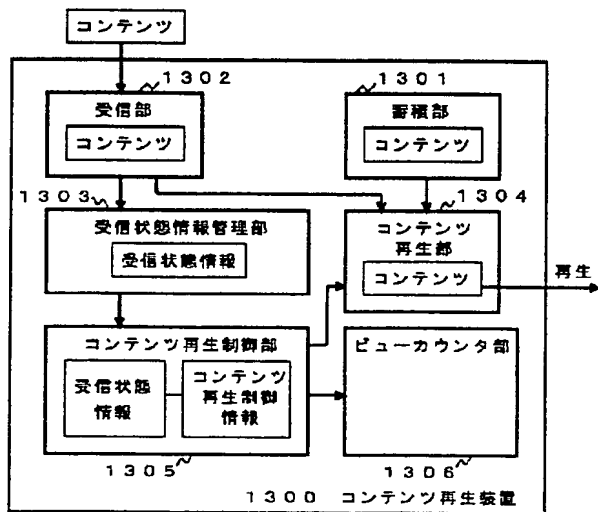 コンテンツ
1302
受信部
コンテンツ
1301
蓄積部
コンテンツ
1303
受信状態情報管理部
受信状態情報
1304
コンテンツ
再生部
コンテンツ
再生
コンテンツ再生制御部
受信状態
情報
コンテンツ
再生制御
情報
1305
ビューカウンタ部
1306
1300 コンテンツ再生装置